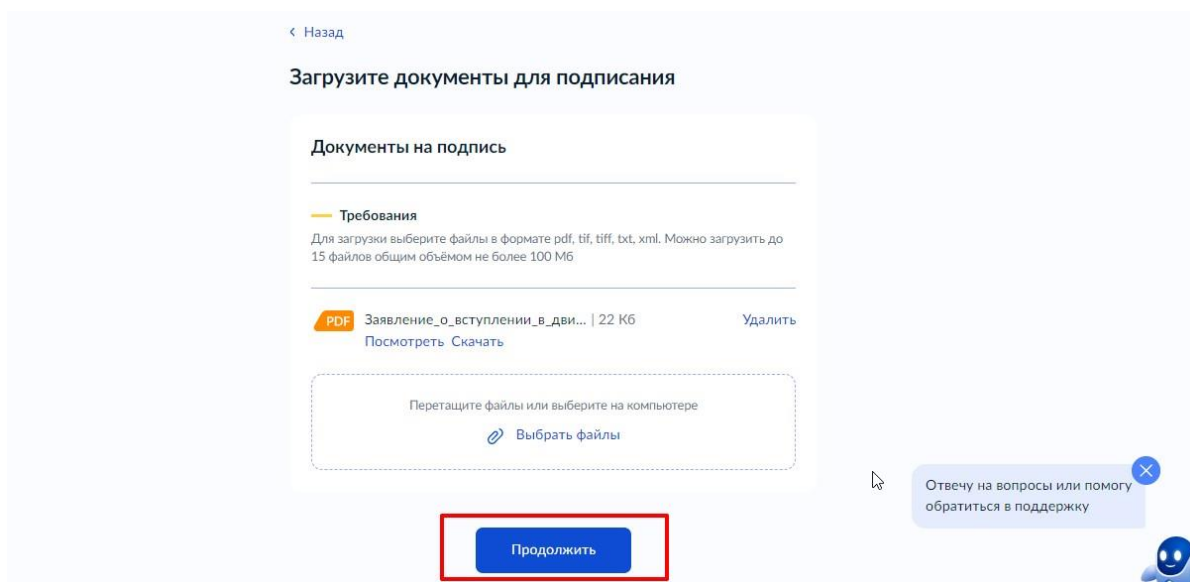 Назад
Загрузите документы для подписания
Документы на подпись
Требования
Для загрузки выберите файлы в формате pdf, tif, tiff, txt, xml. Можно загрузить до
15 файлов общим объёмом не более 100 Мб
PDF Заявление_о_вступлении_в_дви... | 22 Кб Удалить
Посмотреть Скачать
Перетащите файлы или выберите на компьютере
Выбрать файлы
Отвечу на вопросы или помогу
обратиться в поддержку
Продолжить